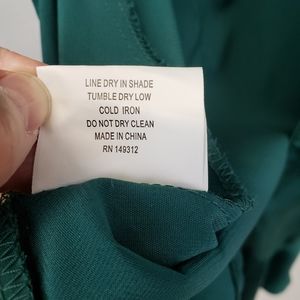 LINE DRY IN SHADE
TUMBLE DRY LOW
COLD IRON
DO NOT DRY CLEAN
MADE IN CHINA
RN 149312